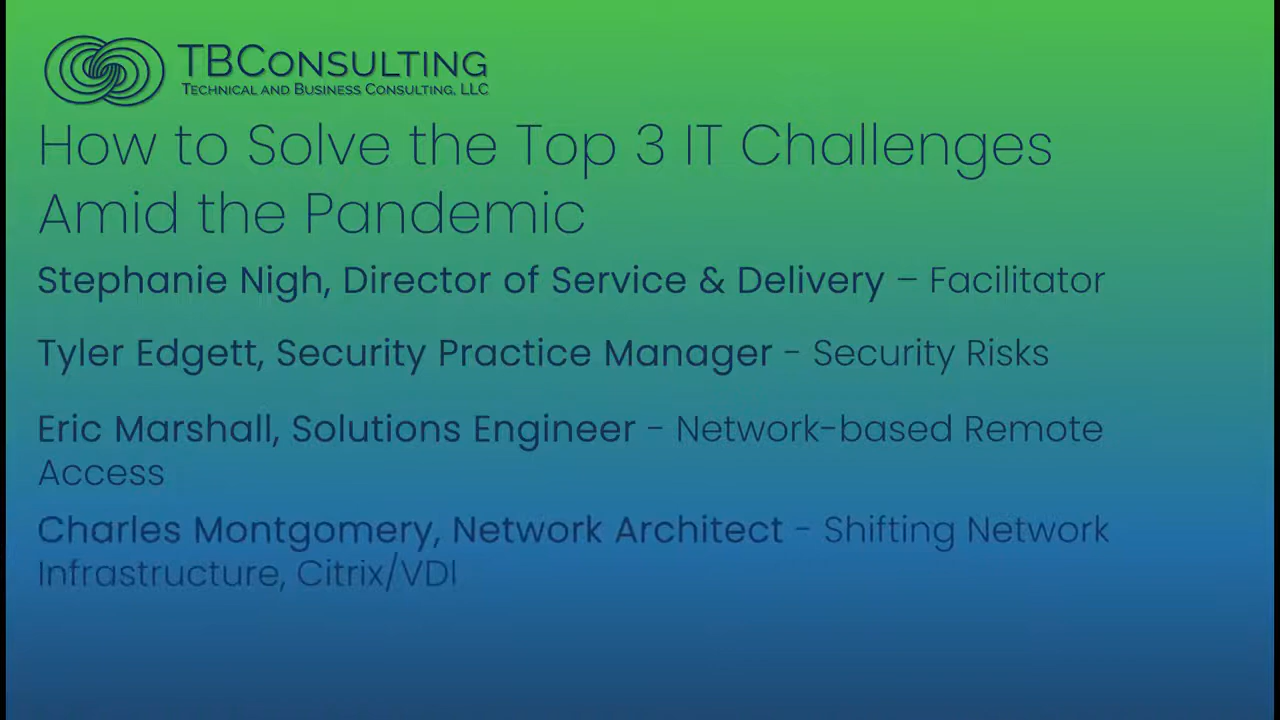 TBCONSULTING
TECHNICAL AND BUSINESS CONSULTING, LLC
How to Solve the Top 3 IT Challenges
Amid the Pandemic
Stephanie Nigh, Director of Service & Delivery – Facilitator
Tyler Edgett, Security Practice Manager - Security Risks
Eric Marshall, Solutions Engineer - Network-based Remote
Access
Charles Montgomery, Network Architect - Shifting Network
Infrastructure, Citrix/VDI